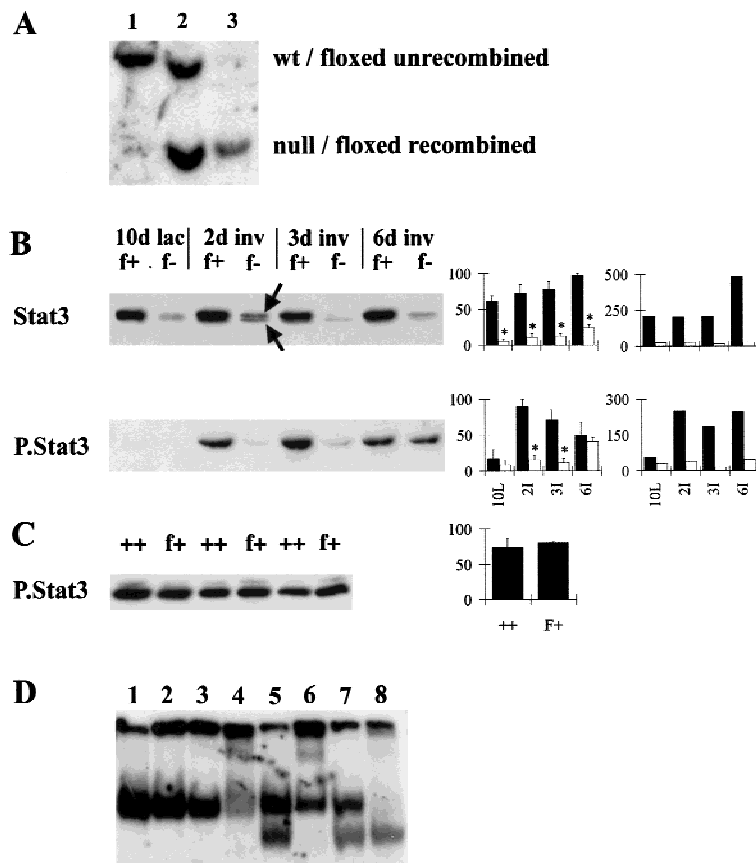 A
1 2 3
wt / floxed unrecombined
null / floxed recombined
B
10d lac | 2d inv | 3d inv | 6d inv
f+ f- f+ f- f+ f- f+ f-
Stat3
100
50
0
* * * *
500
250
0
P.Stat3
100
50
0
* *
10L 2I 3I 6I
300
150
0
10L 2I 3I 6I
C
++ f+ ++ f+ ++ f+
P.Stat3
100
50
0
++ F+
D
1 2 3 4 5 6 7 8